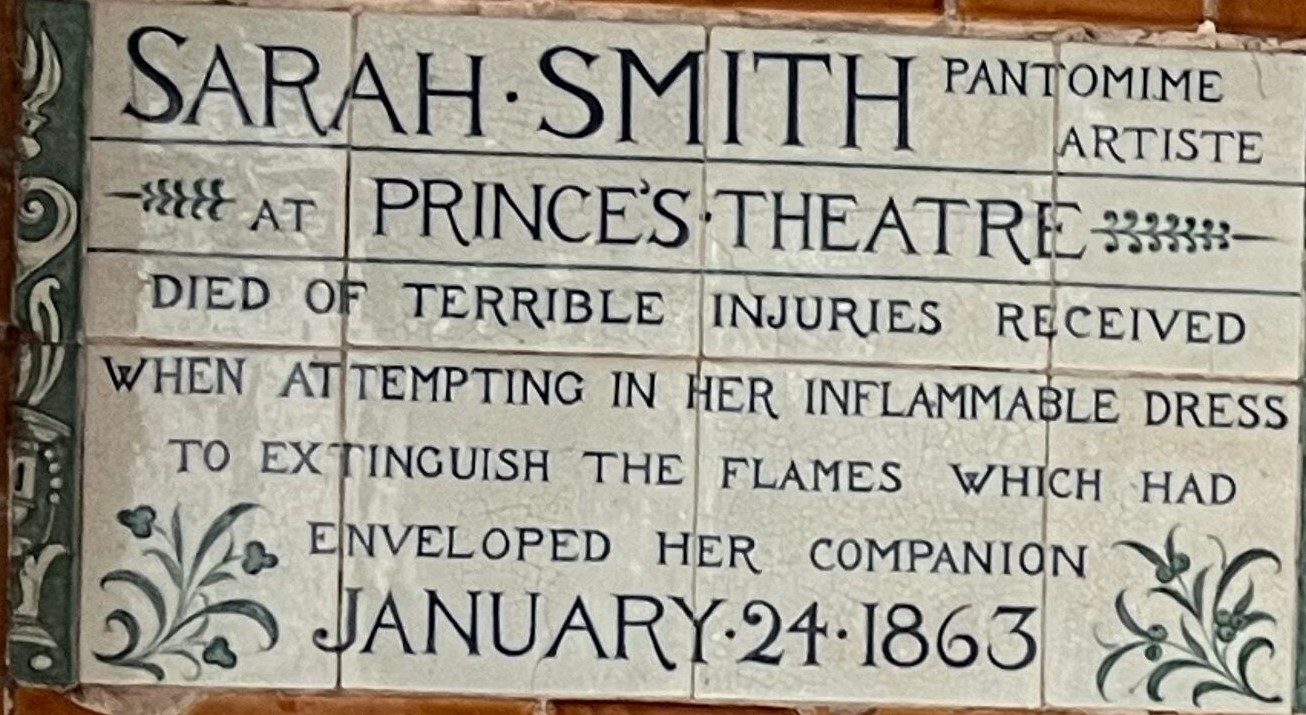 SARAH · SMITH PANTOMIME
ARTISTE
AT PRINCE'S · THEATRE
DIED OF TERRIBLE INJURIES RECEIVED
WHEN ATTEMPTING IN HER INFLAMMABLE DRESS
TO EXTINGUISH THE FLAMES WHICH HAD
ENVELOPED HER COMPANION
JANUARY · 24 · 1863